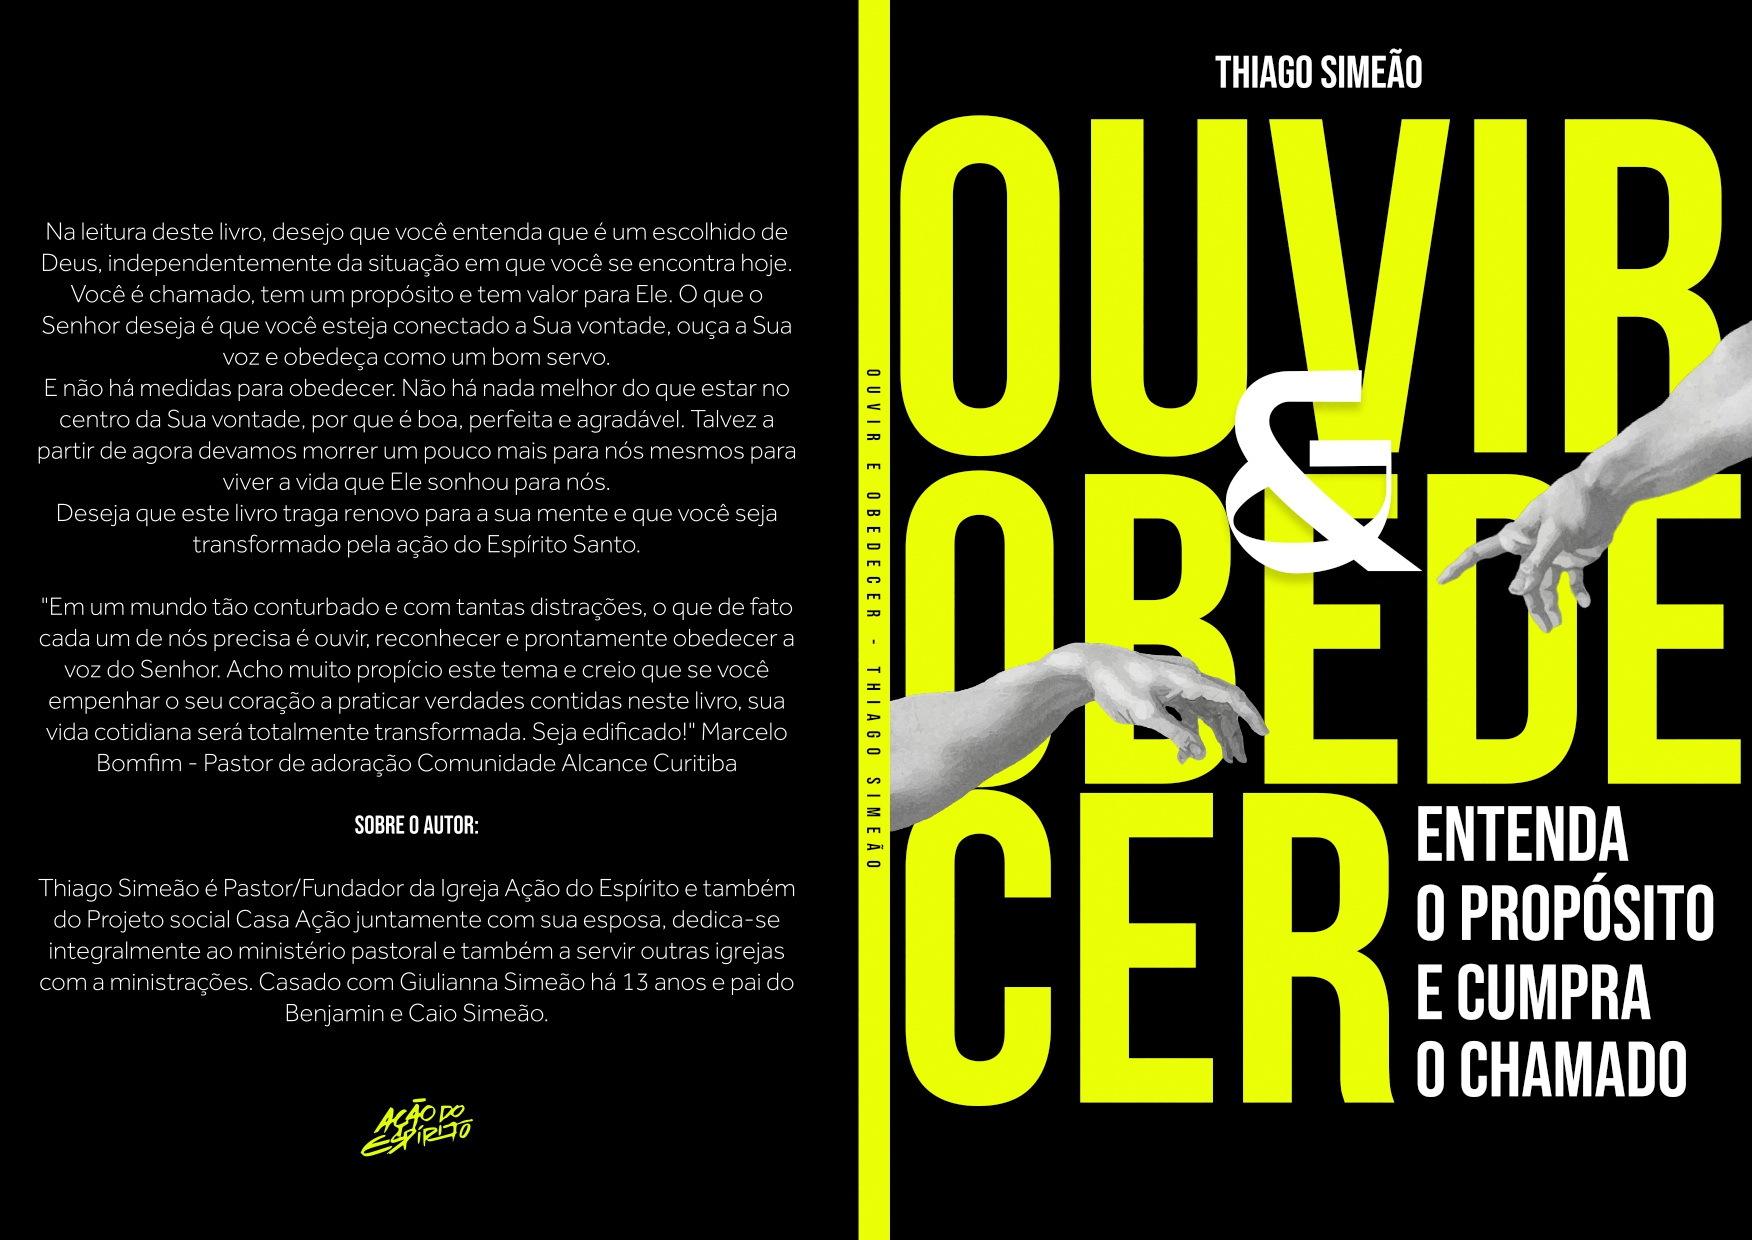 Na leitura deste livro, desejo que você entenda que é um escolhido de
Deus, independentemente da situação em que você se encontra hoje.
Você é chamado, tem um propósito e tem valor para Ele. O que o
Senhor deseja é que você esteja conectado a Sua vontade, ouça a Sua
voz e obedeça como um bom servo.
E não há medidas para obedecer. Não há nada melhor do que estar no
centro da Sua vontade, por que é boa, perfeita e agradável. Talvez a
partir de agora devamos morrer um pouco mais para nós mesmos para
viver a vida que Ele sonhou para nós.
Deseja que este livro traga renovo para a sua mente e que você seja
transformado pela ação do Espírito Santo.
"Em um mundo tão conturbado e com tantas distrações, o que de fato
cada um de nós precisa é ouvir, reconhecer e prontamente obedecer a
voz do Senhor. Acho muito propício este tema e creio que se você
empenhar o seu coração a praticar verdades contidas neste livro, sua
vida cotidiana será totalmente transformada. Seja edificado!" Marcelo
Bomfim - Pastor de adoração Comunidade Alcance Curitiba
SOBRE O AUTOR:
Thiago Simeão é Pastor/Fundador da Igreja Ação do Espírito e também
do Projeto social Casa Ação juntamente com sua esposa, dedica-se
integralmente ao ministério pastoral e também a servir outras igrejas
com a ministrações. Casado com Giulianna Simeão há 13 anos e pai do
Benjamin e Caio Simeão.
AÇÃO DO
ESPÍRITO
OUVIR E OBEDECER - THIAGO SIMEÃO
THIAGO SIMEÃO
OUVIR
&
OBEDE
CER
ENTENDA
O PROPÓSITO
E CUMPRA
O CHAMADO